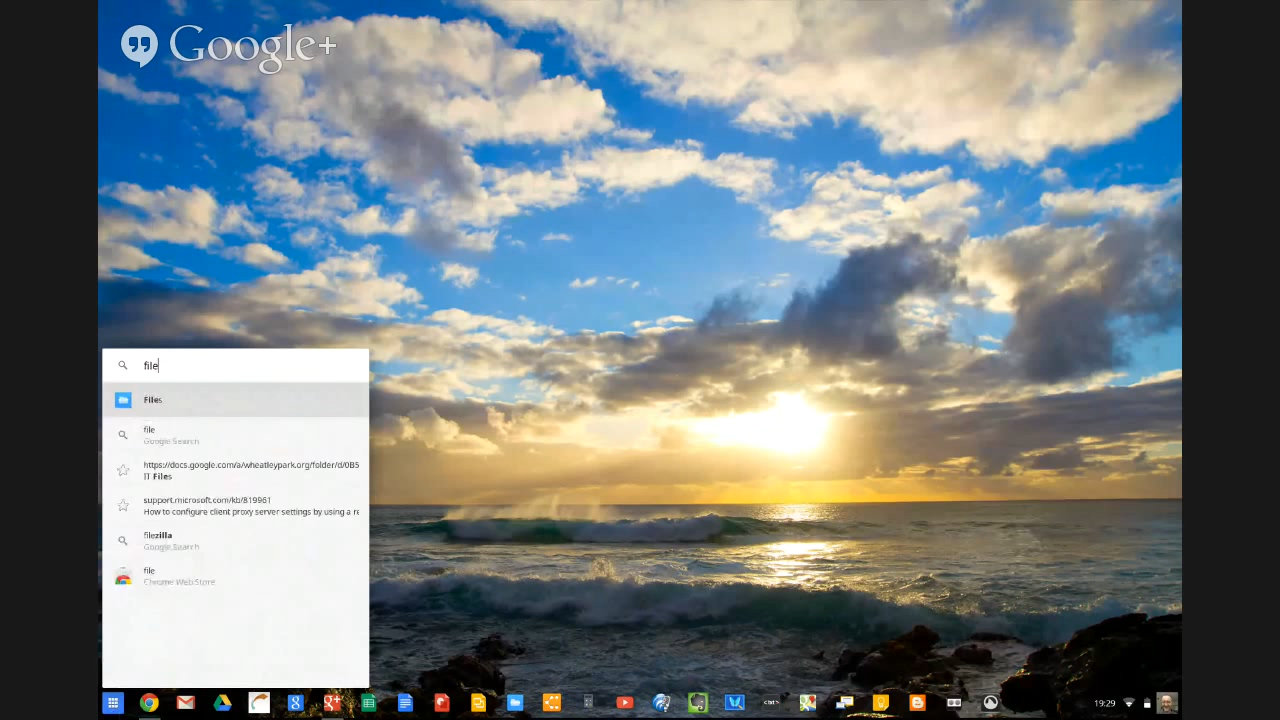 Google+
file
Files
file
Google Search
https://docs.google.com/a/wheatleypark.org/folder/d/0B5
IT Files
support.microsoft.com/kb/819961
How to configure client proxy server settings by using a re
filezilla
Google Search
file
Chrome Web Store
<txt>
19:29